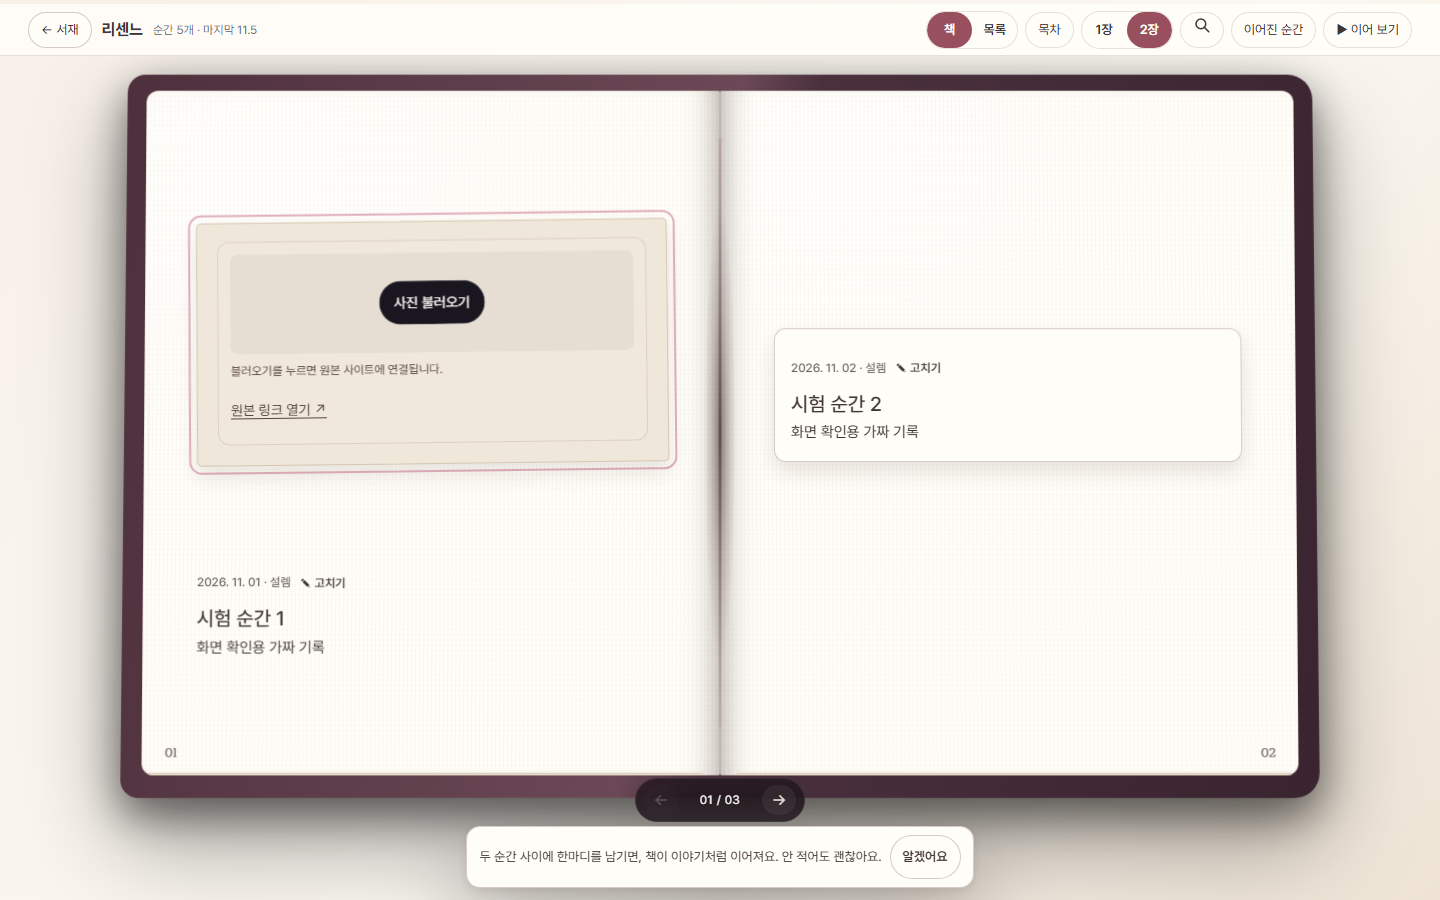 ← 서재 리센느 순간 5개 · 마지막 11.5 책 목록 목차 1장 2장 이어진 순간 ▶ 이어 보기
사진 불러오기
불러오기를 누르면 원본 사이트에 연결됩니다.
원본 링크 열기 ↗
2026. 11. 01 · 설렘 고치기
시험 순간 1
화면 확인용 가짜 기록
01
2026. 11. 02 · 설렘 고치기
시험 순간 2
화면 확인용 가짜 기록
02
← 01 / 03 →
두 순간 사이에 한마디를 남기면, 책이 이야기처럼 이어져요. 안 적어도 괜찮아요. 알겠어요